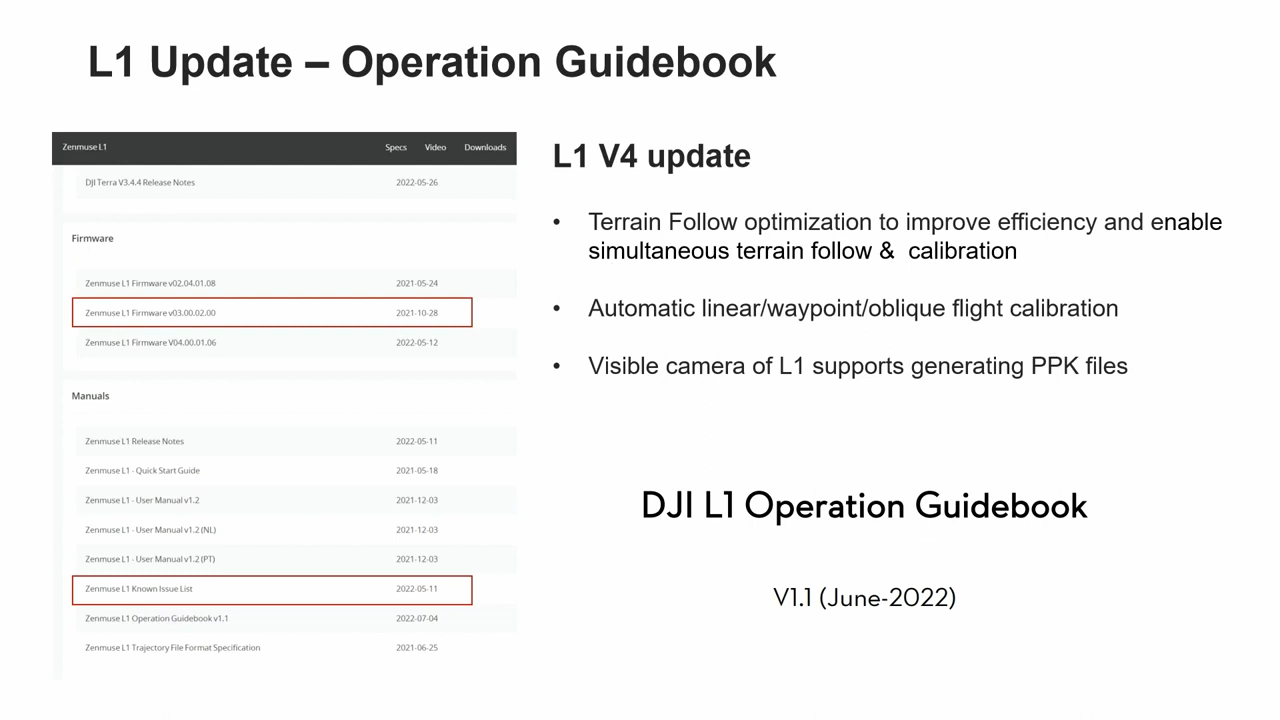 L1 Update – Operation Guidebook
Zenmuse L1 Specs Video Downloads
DJI Terra V3.4.4 Release Notes 2022-05-26
Firmware
Zenmuse L1 Firmware v02.04.01.08 2021-05-24
Zenmuse L1 Firmware v03.00.02.00 2021-10-28
Zenmuse L1 Firmware V04.00.01.06 2022-05-12
Manuals
Zenmuse L1 Release Notes 2022-05-11
Zenmuse L1 - Quick Start Guide 2021-05-18
Zenmuse L1 - User Manual v1.2 2021-12-03
Zenmuse L1 - User Manual v1.2 (NL) 2021-12-03
Zenmuse L1 - User Manual v1.2 (PT) 2021-12-03
Zenmuse L1 Known Issue List 2022-05-11
Zenmuse L1 Operation Guidebook v1.1 2022-07-04
Zenmuse L1 Trajectory File Format Specification 2021-06-25
L1 V4 update
• Terrain Follow optimization to improve efficiency and enable
simultaneous terrain follow & calibration
• Automatic linear/waypoint/oblique flight calibration
• Visible camera of L1 supports generating PPK files
DJI L1 Operation Guidebook
V1.1 (June-2022)